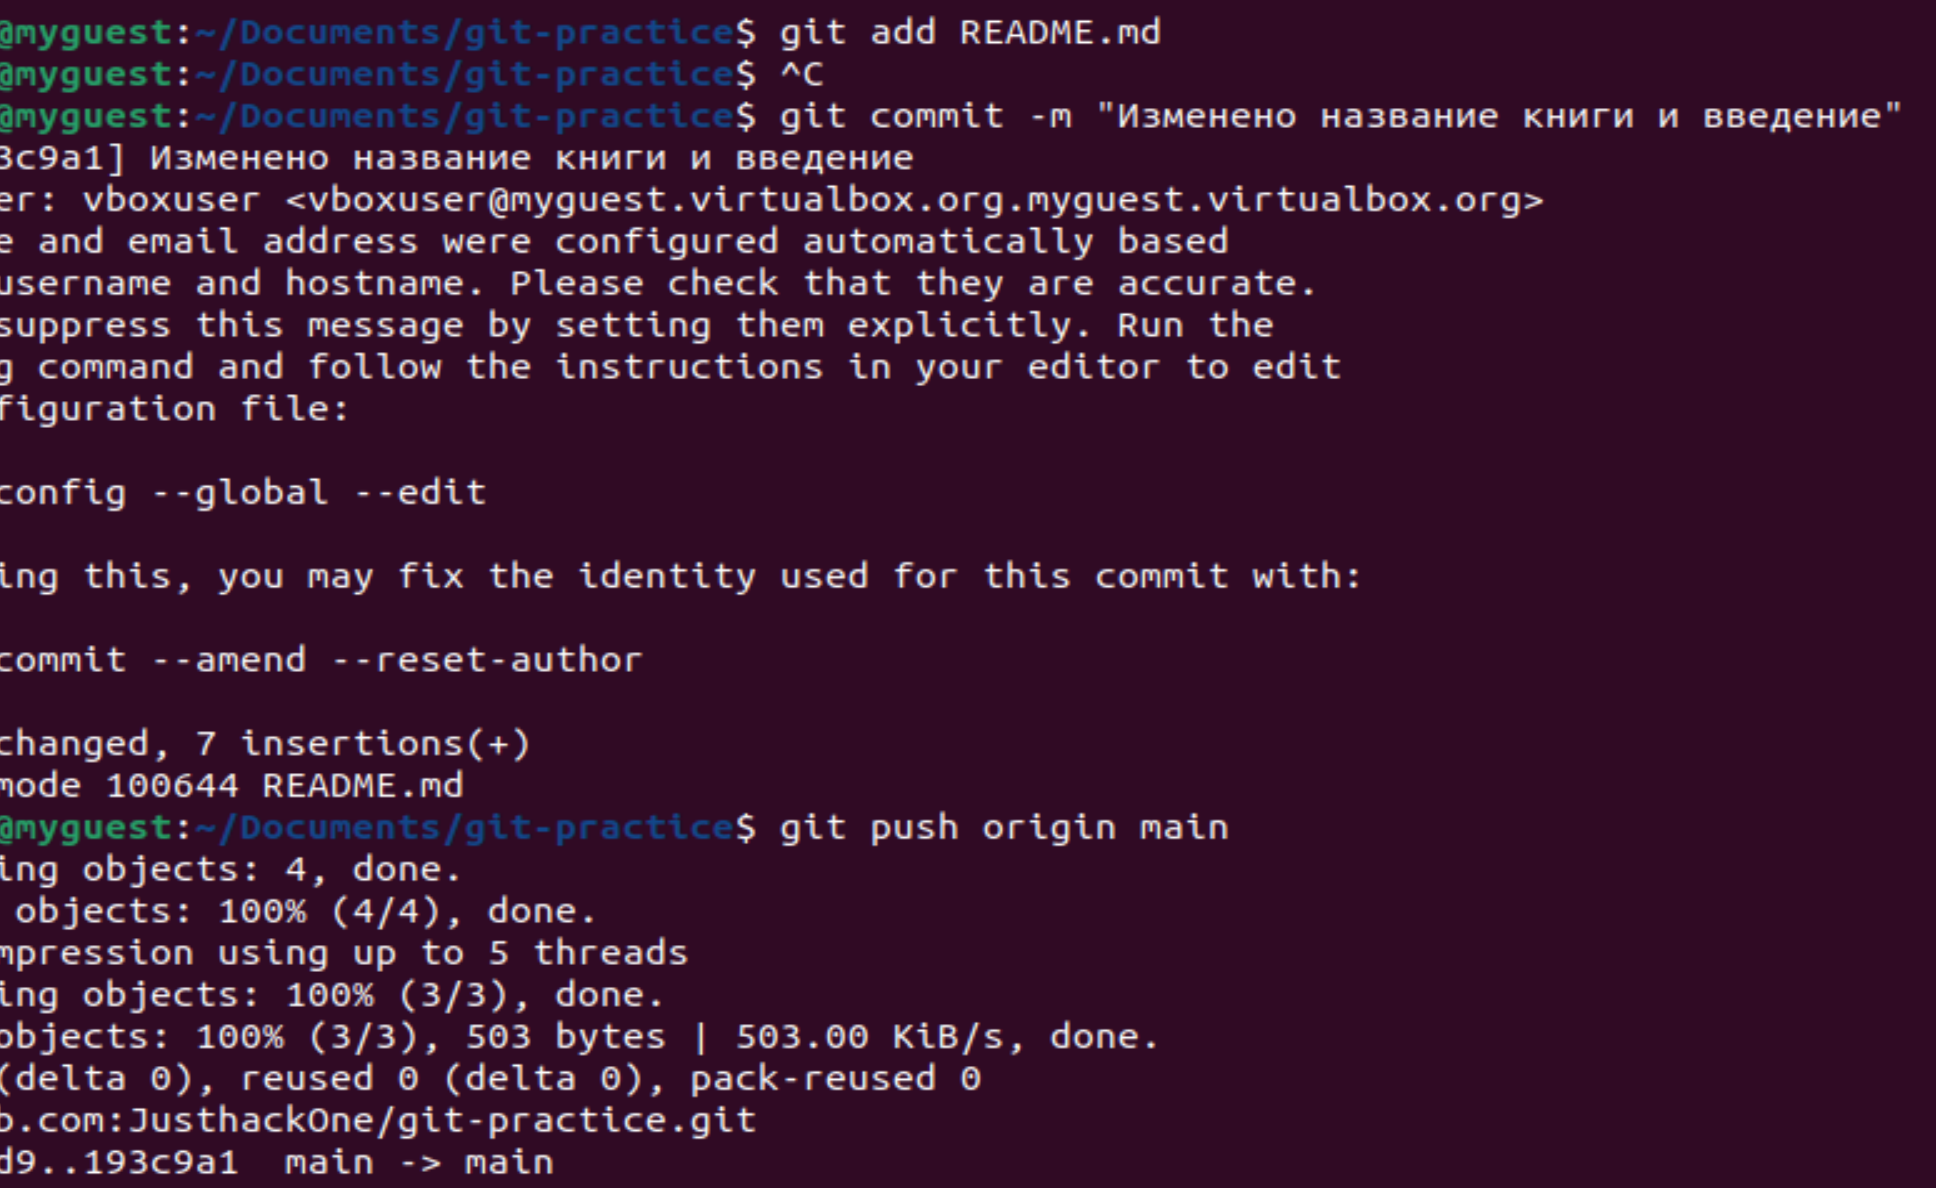 @myguest:~/Documents/git-practice$ git add README.md
@myguest:~/Documents/git-practice$ ^C
@myguest:~/Documents/git-practice$ git commit -m "Изменено название книги и введение"
3c9a1] Изменено название книги и введение
er: vboxuser <vboxuser@myguest.virtualbox.org.myguest.virtualbox.org>
e and email address were configured automatically based
username and hostname. Please check that they are accurate.
suppress this message by setting them explicitly. Run the
g command and follow the instructions in your editor to edit
figuration file:
config --global --edit
ing this, you may fix the identity used for this commit with:
commit --amend --reset-author
changed, 7 insertions(+)
mode 100644 README.md
@myguest:~/Documents/git-practice$ git push origin main
ing objects: 4, done.
objects: 100% (4/4), done.
mpression using up to 5 threads
ing objects: 100% (3/3), done.
objects: 100% (3/3), 503 bytes | 503.00 KiB/s, done.
(delta 0), reused 0 (delta 0), pack-reused 0
b.com:JusthackOne/git-practice.git
d9..193c9a1  main -> main